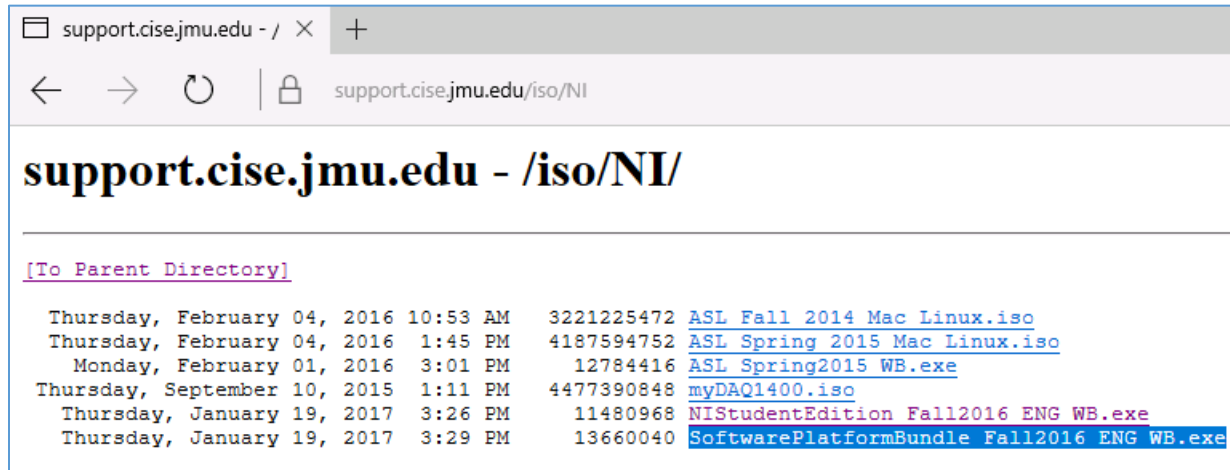 support.cise.jmu.edu - /
support.cise.jmu.edu/iso/NI
support.cise.jmu.edu - /iso/NI/
[To Parent Directory]
Thursday, February 04, 2016 10:53 AM 3221225472 ASL Fall 2014 Mac Linux.iso
Thursday, February 04, 2016 1:45 PM 4187594752 ASL Spring 2015 Mac Linux.iso
Monday, February 01, 2016 3:01 PM 12784416 ASL Spring2015 WB.exe
Thursday, September 10, 2015 1:11 PM 4477390848 myDAQ1400.iso
Thursday, January 19, 2017 3:26 PM 11480968 NIStudentEdition Fall2016 ENG WB.exe
Thursday, January 19, 2017 3:29 PM 13660040 SoftwarePlatformBundle Fall2016 ENG WB.exe